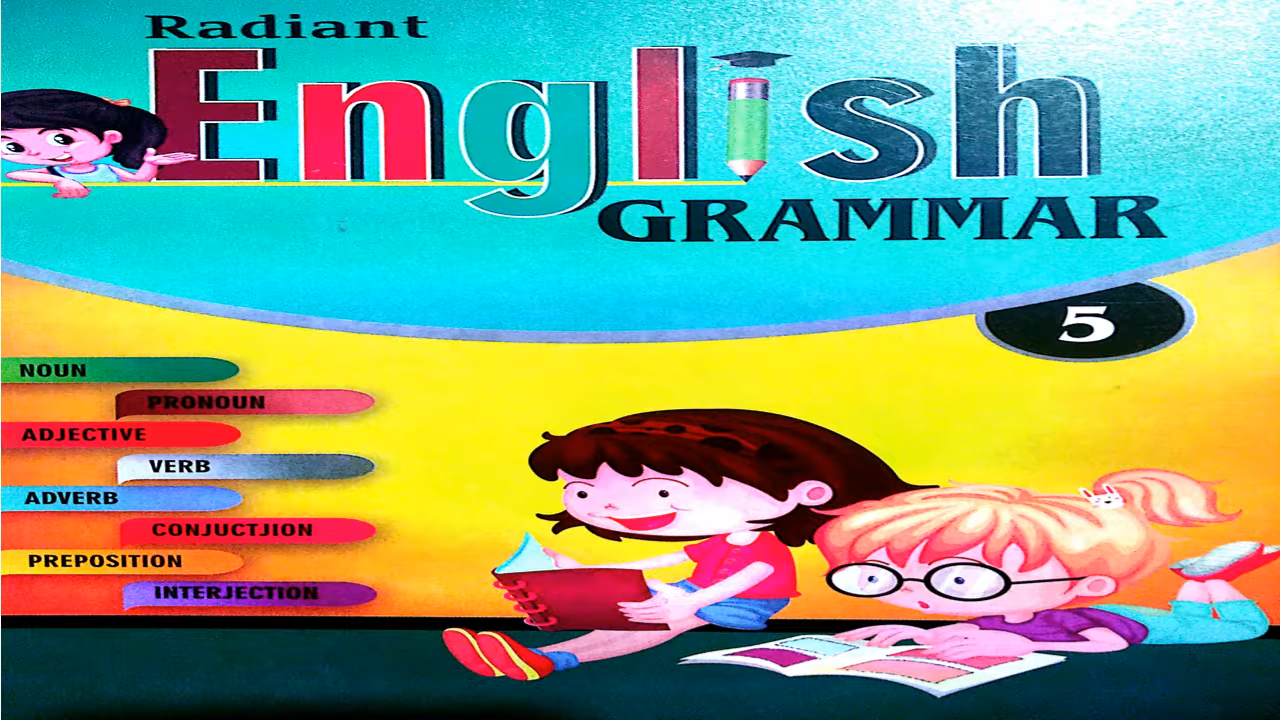 Radiant
English
GRAMMAR
5
NOUN
PRONOUN
ADJECTIVE
VERB
ADVERB
CONJUCTJION
PREPOSITION
INTERJECTION